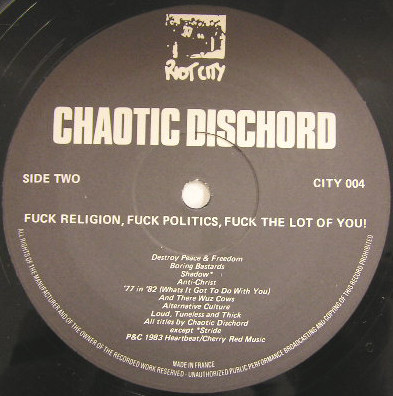 RIOT CITY
CHAOTIC DISCHORD
SIDE TWO
CITY 004
FUCK RELIGION, FUCK POLITICS, FUCK THE LOT OF YOU!
Destroy Peace & Freedom
Boring Bastards
Shadow*
Anti-Christ
'77 in '82 (Whats It Got To Do With You)
And There Wuz Cows
Alternative Culture
Loud, Tuneless and Thick
All titles by Chaotic Dischord
except *Stride
P&C 1983 Heartbeat/Cherry Red Music
MADE IN FRANCE
ALL RIGHTS OF THE MANUFACTURER AND OF THE OWNER OF THE RECORDED WORK RESERVED - UNAUTHORIZED PUBLIC PERFORMANCE BROADCASTING AND COPYING OF THIS RECORD PROHIBITED